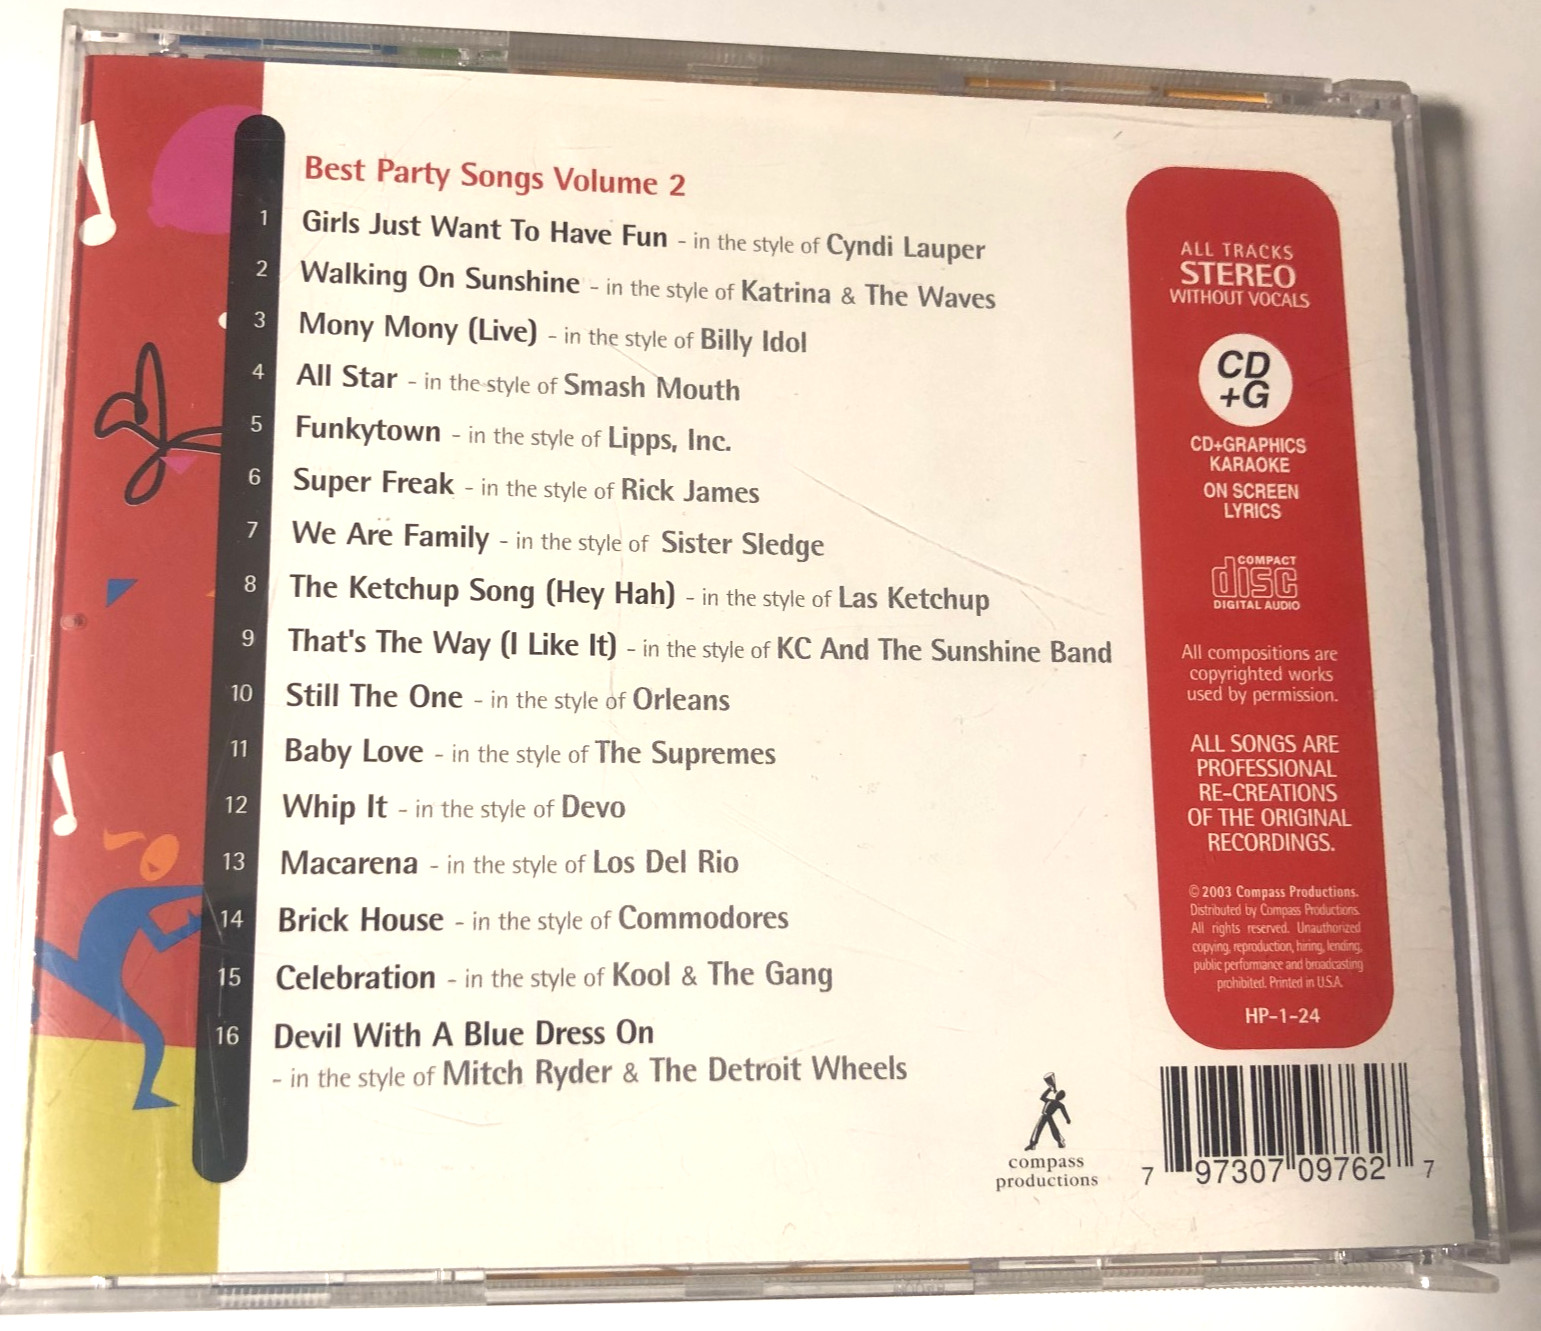 Best Party Songs Volume 2
1 Girls Just Want To Have Fun - in the style of Cyndi Lauper
2 Walking On Sunshine - in the style of Katrina & The Waves
3 Mony Mony (Live) - in the style of Billy Idol
4 All Star - in the style of Smash Mouth
5 Funkytown - in the style of Lipps, Inc.
6 Super Freak - in the style of Rick James
7 We Are Family - in the style of Sister Sledge
8 The Ketchup Song (Hey Hah) - in the style of Las Ketchup
9 That's The Way (I Like It) - in the style of KC And The Sunshine Band
10 Still The One - in the style of Orleans
11 Baby Love - in the style of The Supremes
12 Whip It - in the style of Devo
13 Macarena - in the style of Los Del Rio
14 Brick House - in the style of Commodores
15 Celebration - in the style of Kool & The Gang
16 Devil With A Blue Dress On
- in the style of Mitch Ryder & The Detroit Wheels
ALL TRACKS
STEREO
WITHOUT VOCALS
CD
+G
CD+GRAPHICS
KARAOKE
ON SCREEN
LYRICS
COMPACT
disc
DIGITAL AUDIO
All compositions are
copyrighted works
used by permission.
ALL SONGS ARE
PROFESSIONAL
RE-CREATIONS
OF THE ORIGINAL
RECORDINGS.
© 2003 Compass Productions.
Distributed by Compass Productions.
All rights reserved. Unauthorized
copying, reproduction, hiring, lending,
public performance and broadcasting
prohibited. Printed in U.S.A.
HP-1-24
compass
productions
7 97307 09762 7